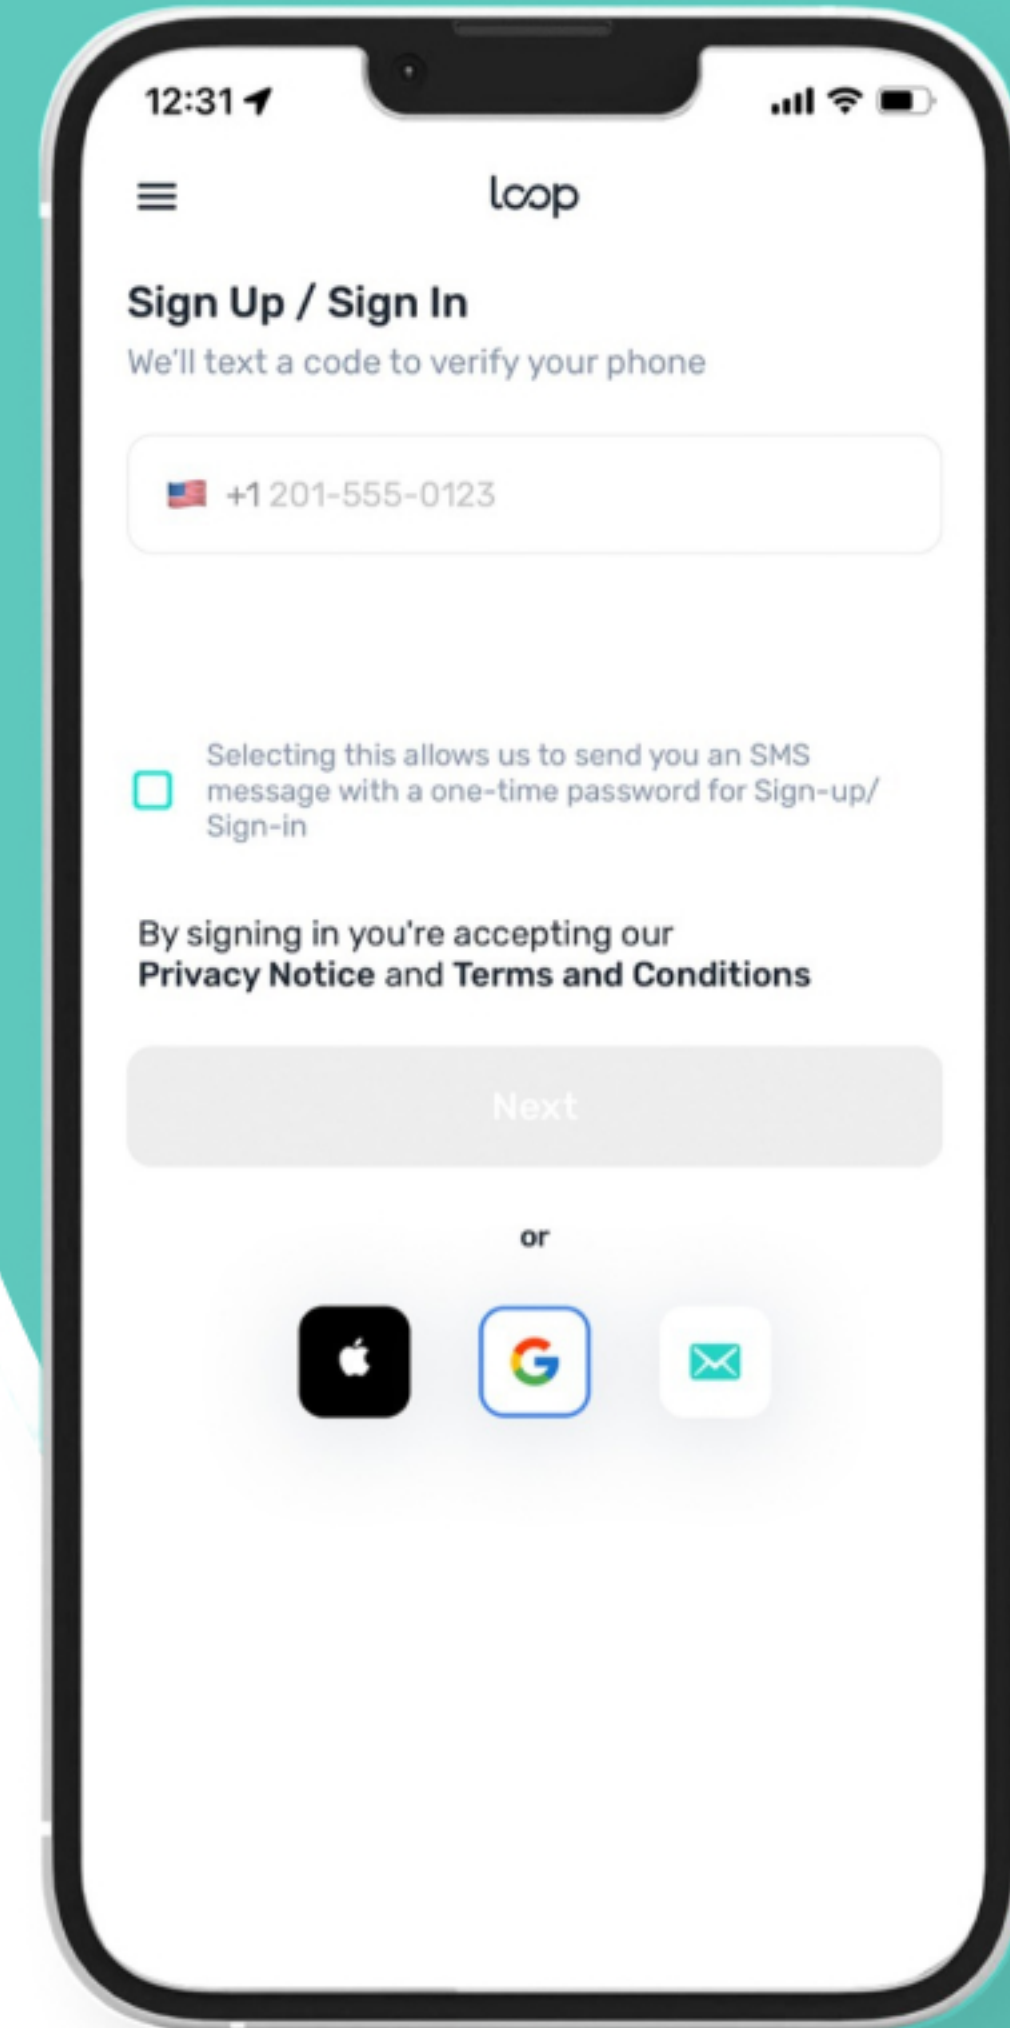 12:31
loop
Sign Up / Sign In
We'll text a code to verify your phone
+1 201-555-0123
Selecting this allows us to send you an SMS
message with a one-time password for Sign-up/
Sign-in
By signing in you're accepting our
Privacy Notice and Terms and Conditions
Next
or
G